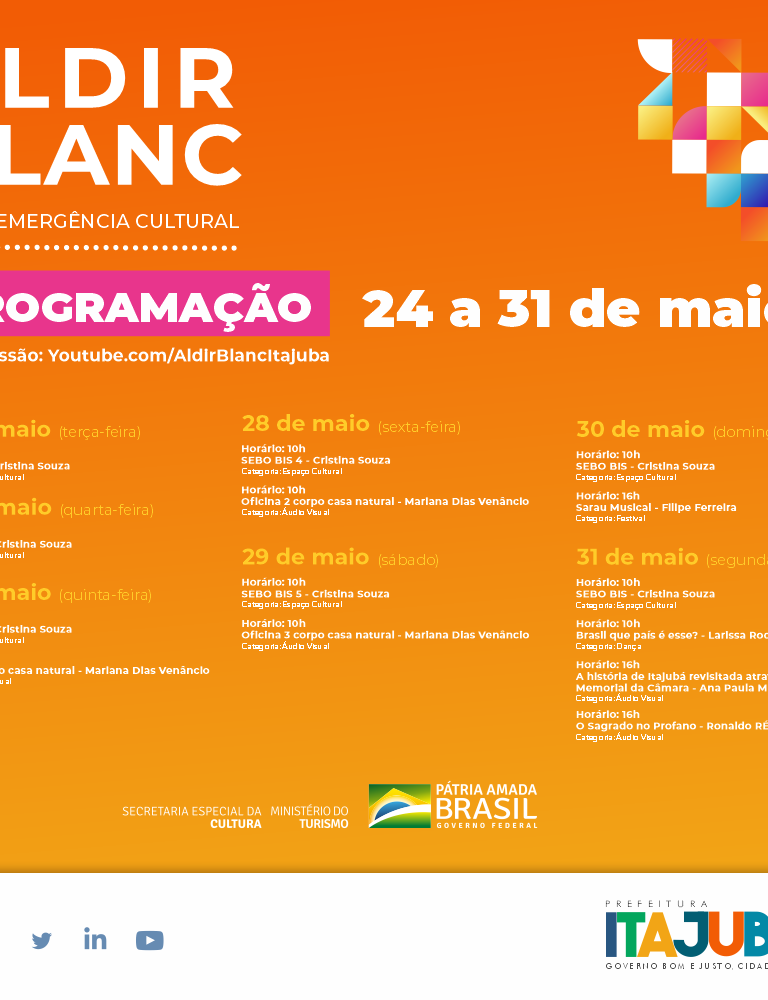 LDIR
LANC
EMERGÊNCIA CULTURAL
ROGRAMAÇÃO
24 a 31 de maio
ssão: Youtube.com/AldIrBlancItajuba
maio (terça-feira)
Cristina Souza
ultural
maio (quarta-feira)
Cristina Souza
ultural
maio (quinta-feira)
Cristina Souza
ultural
o casa natural - Mariana Dias Venâncio
ual
28 de maio (sexta-feira)
Horário: 10h
SEBO BIS 4 - Cristina Souza
Categoria: Espaço Cultural
Horário: 10h
Oficina 2 corpo casa natural - Mariana Dias Venâncio
Categoria: Áudio Visual
29 de maio (sábado)
Horário: 10h
SEBO BIS 5 - Cristina Souza
Categoria: Espaço Cultural
Horário: 10h
Oficina 3 corpo casa natural - Mariana Dias Venâncio
Categoria: Áudio Visual
30 de maio (doming
Horário: 10h
SEBO BIS - Cristina Souza
Categoria: Espaço Cultural
Horário: 16h
Sarau Musical - Filipe Ferreira
Categoria: Festival
31 de maio (segund
Horário: 10h
SEBO BIS - Cristina Souza
Categoria: Espaço Cultural
Horário: 10h
Brasil que país é esse? - Larissa Roc
Categoria: Dança
Horário: 16h
A história de Itajubá revisitada atra
Memorial da Câmara - Ana Paula M
Categoria: Áudio Visual
Horário: 16h
O Sagrado no Profano - Ronaldo RÉ
Categoria: Áudio Visual
SECRETARIA ESPECIAL DA
CULTURA
MINISTÉRIO DO
TURISMO
PÁTRIA AMADA
BRASIL
GOVERNO FEDERAL
in
PREFEITURA
ITAJUB
GOVERNO BOM E JUSTO, CIDAD